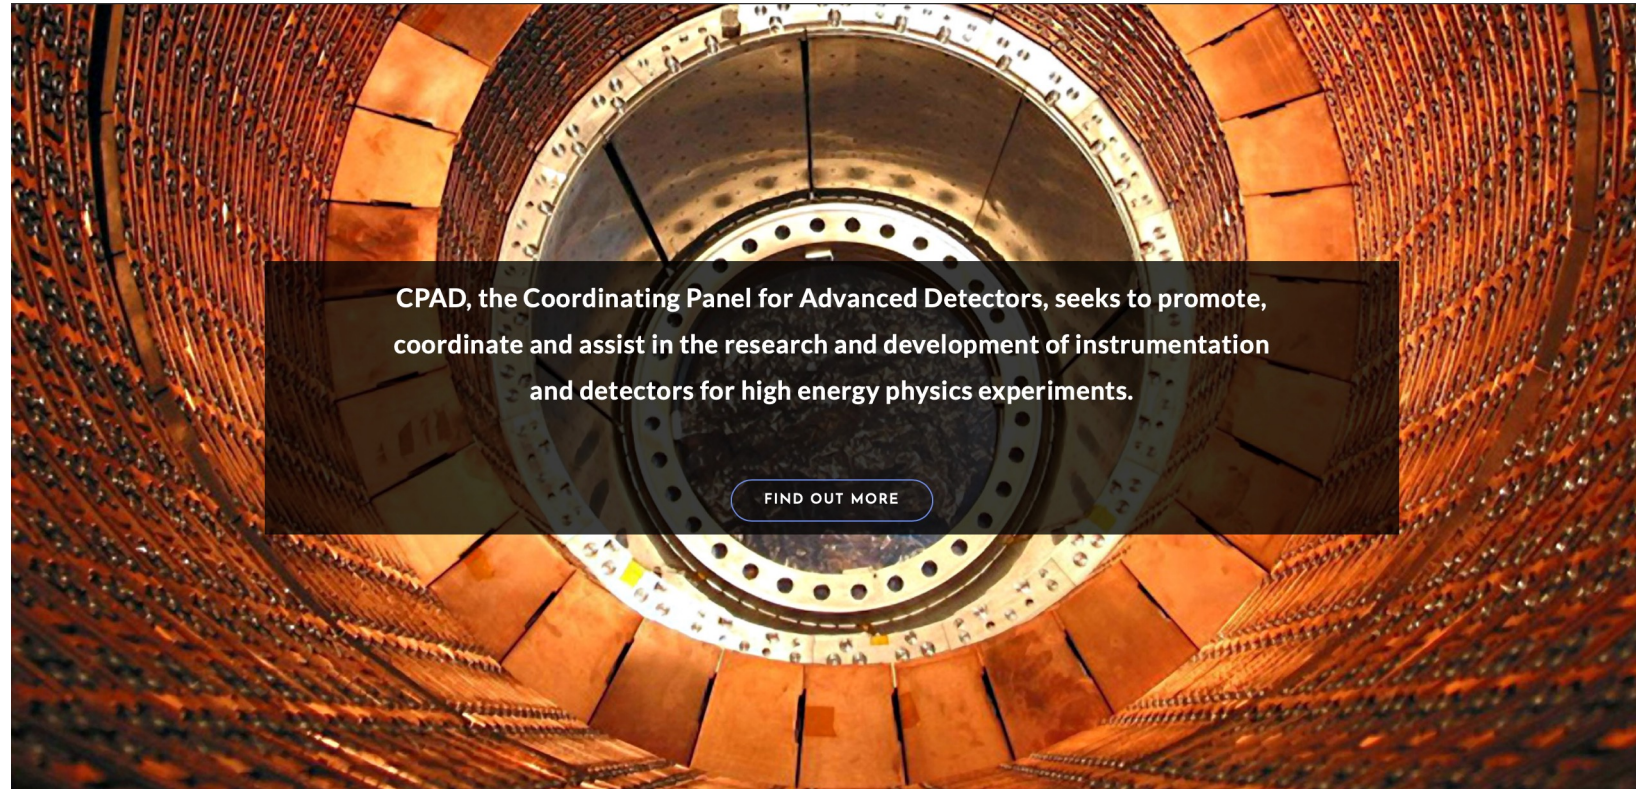 CPAD, the Coordinating Panel for Advanced Detectors, seeks to promote,
coordinate and assist in the research and development of instrumentation
and detectors for high energy physics experiments.
FIND OUT MORE